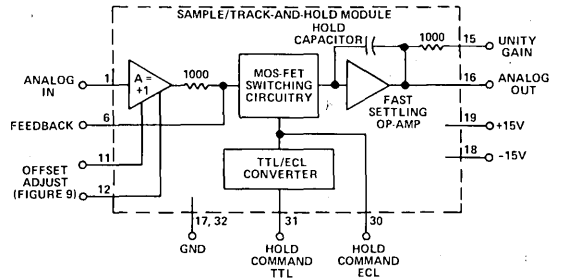 SAMPLE/TRACK-AND-HOLD MODULE
HOLD
CAPACITOR
1000
15
UNITY
GAIN
ANALOG
IN
1
A =
+1
1000
MOS-FET
SWITCHING
CIRCUITRY
16
ANALOG
OUT
FAST
SETTLING
OP-AMP
FEEDBACK
6
19
+15V
18
-15V
11
OFFSET
ADJUST
(FIGURE 9)
12
TTL/ECL
CONVERTER
17, 32
31
30
GND
HOLD
COMMAND
TTL
HOLD
COMMAND
ECL